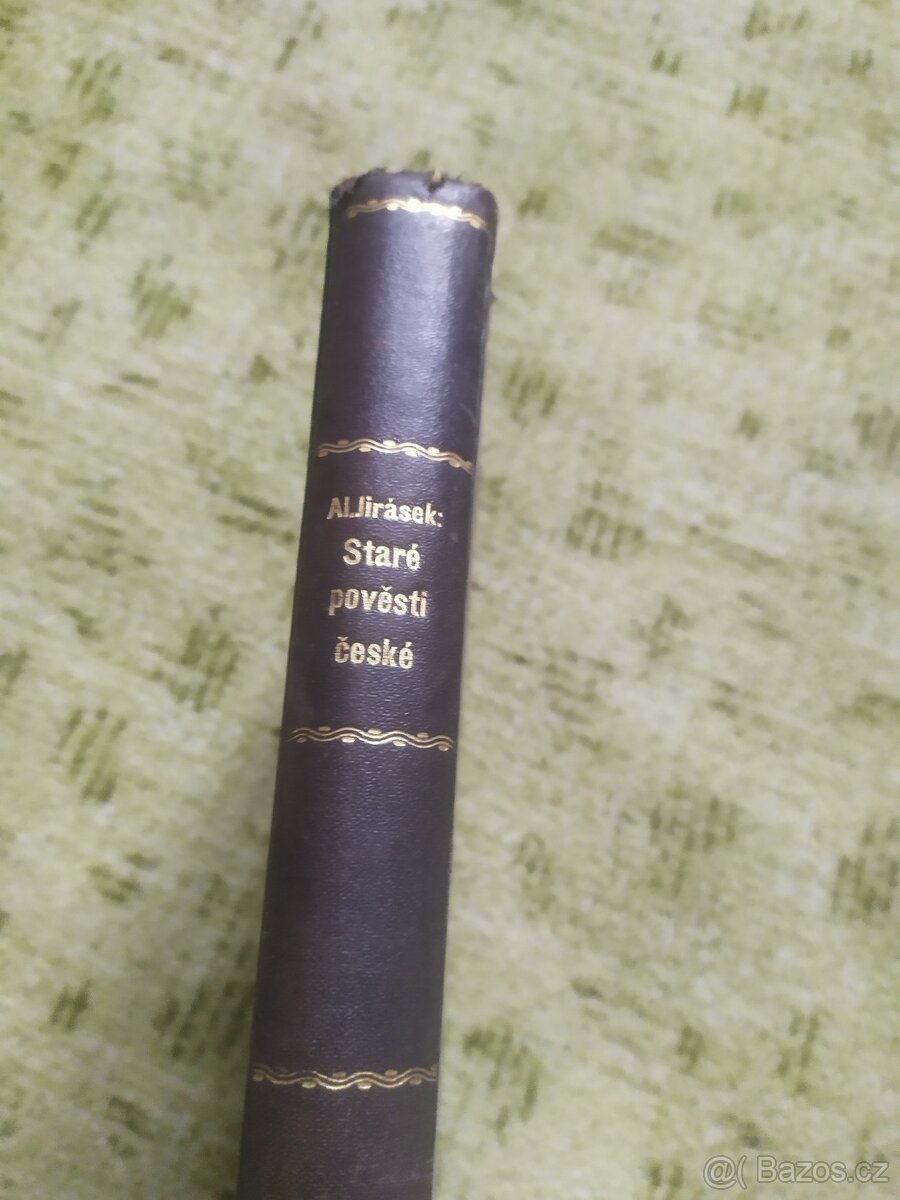 Al.Jirásek:
Staré
pověsti
české
@( Bazos.cz